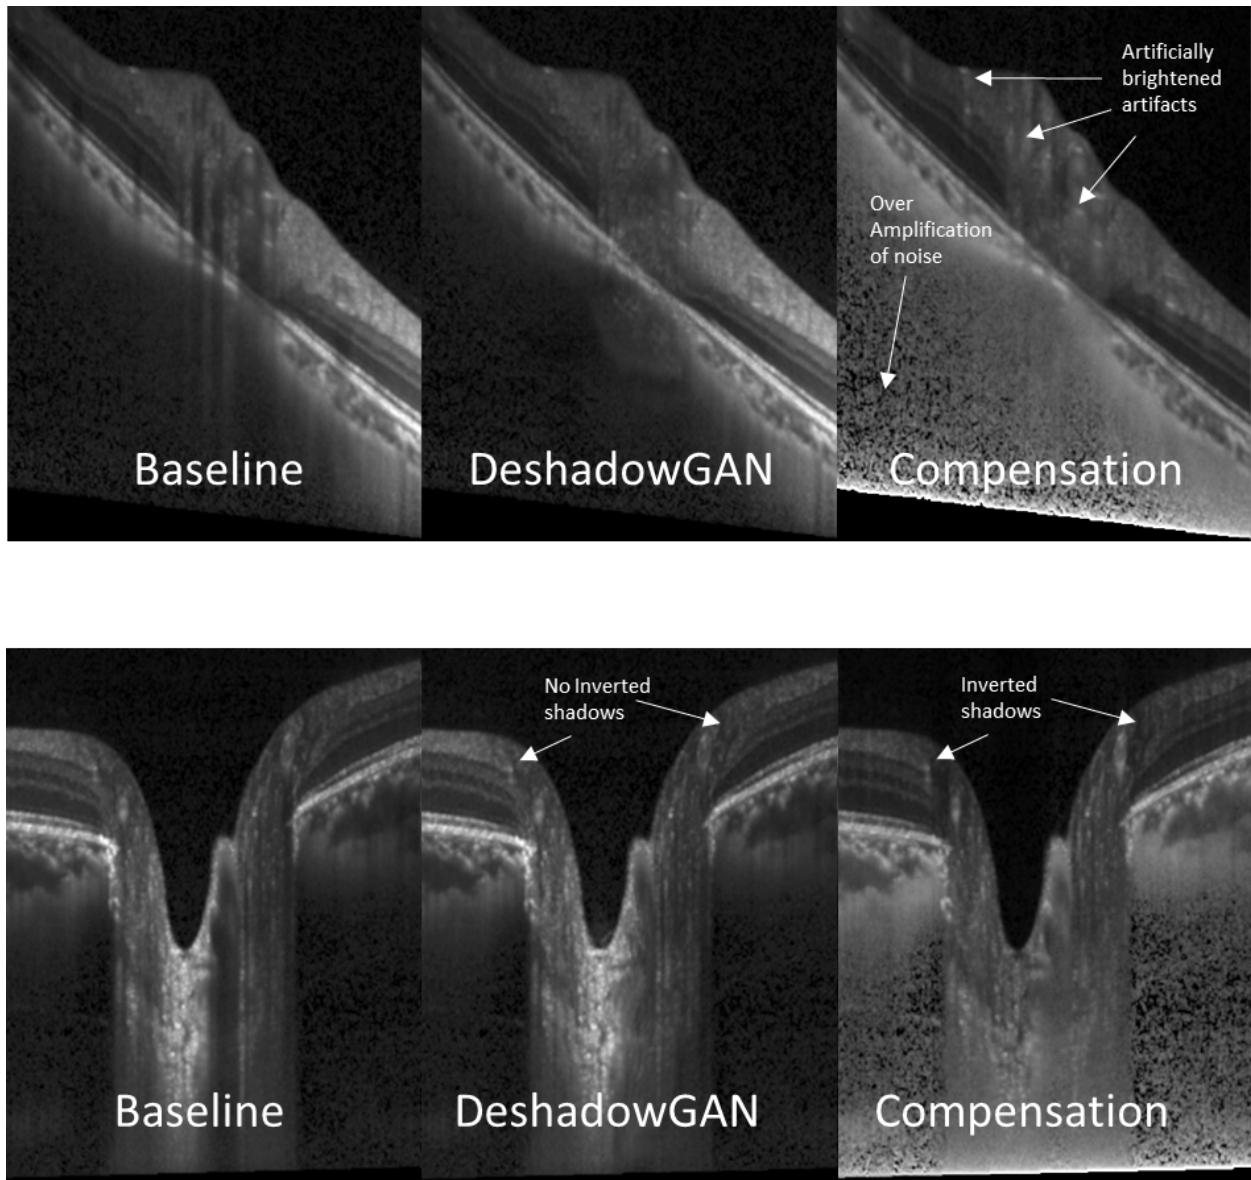 Artificially
brightened
artifacts
Over
Amplification
of noise
Baseline
DeshadowGAN
Compensation
No Inverted
shadows
Inverted
shadows
Baseline
DeshadowGAN
Compensation